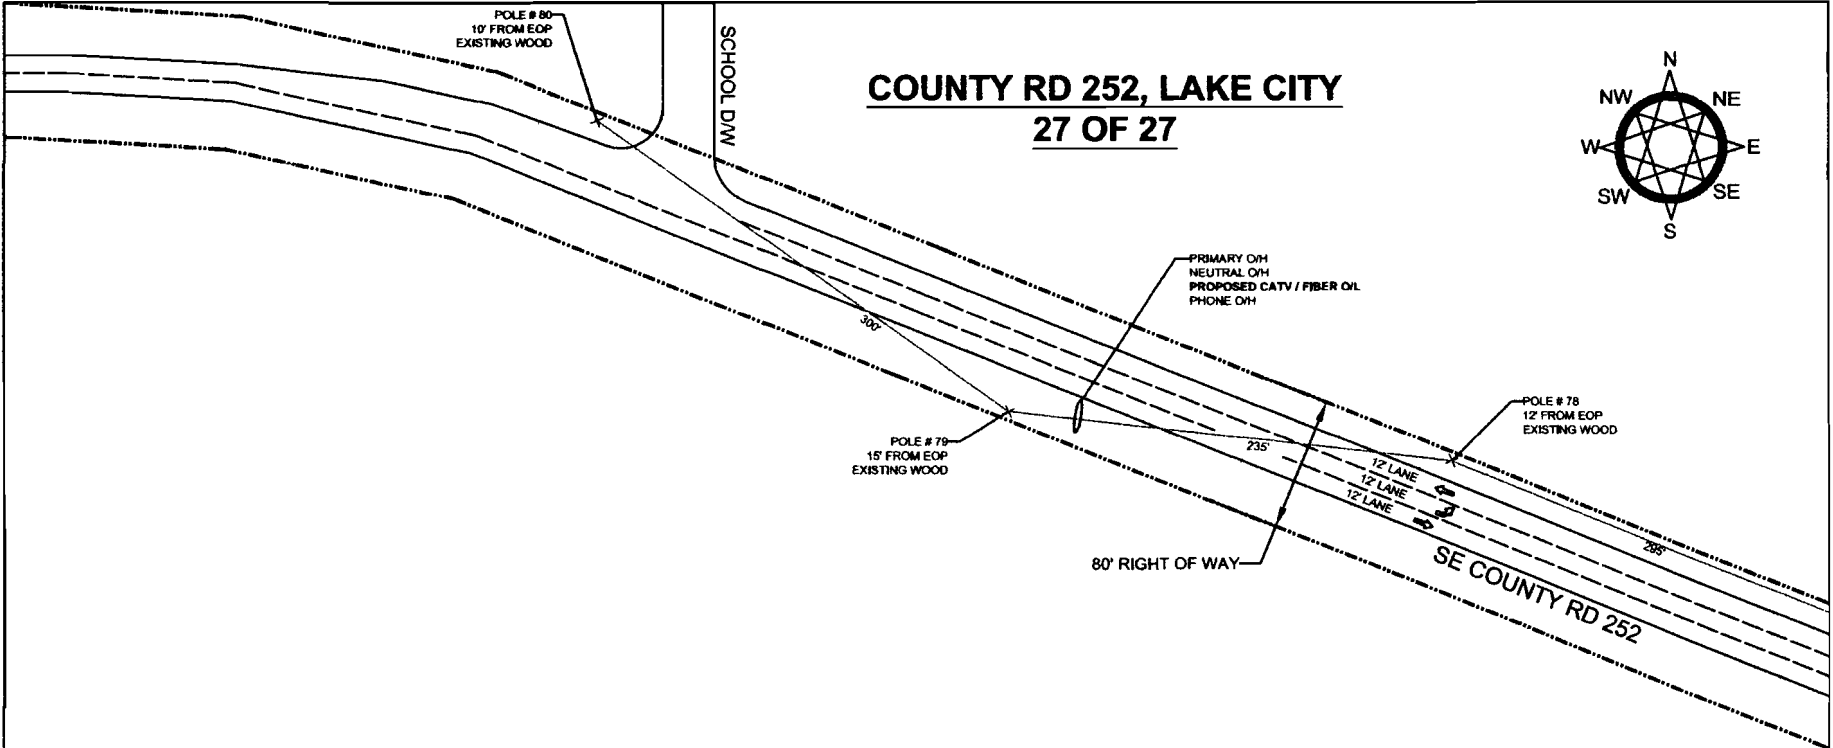 POLE # 80
10' FROM EOP
EXISTING WOOD
SCHOOL D/W
COUNTY RD 252, LAKE CITY
27 OF 27
N
NW
NE
W
E
SW
SE
S
PRIMARY O/H
NEUTRAL O/H
PROPOSED CATV / FIBER O/L
PHONE O/H
300'
POLE # 78
12' FROM EOP
EXISTING WOOD
POLE # 79
15' FROM EOP
EXISTING WOOD
235'
12' LANE
12' LANE
12' LANE
80' RIGHT OF WAY
295'
SE COUNTY RD 252